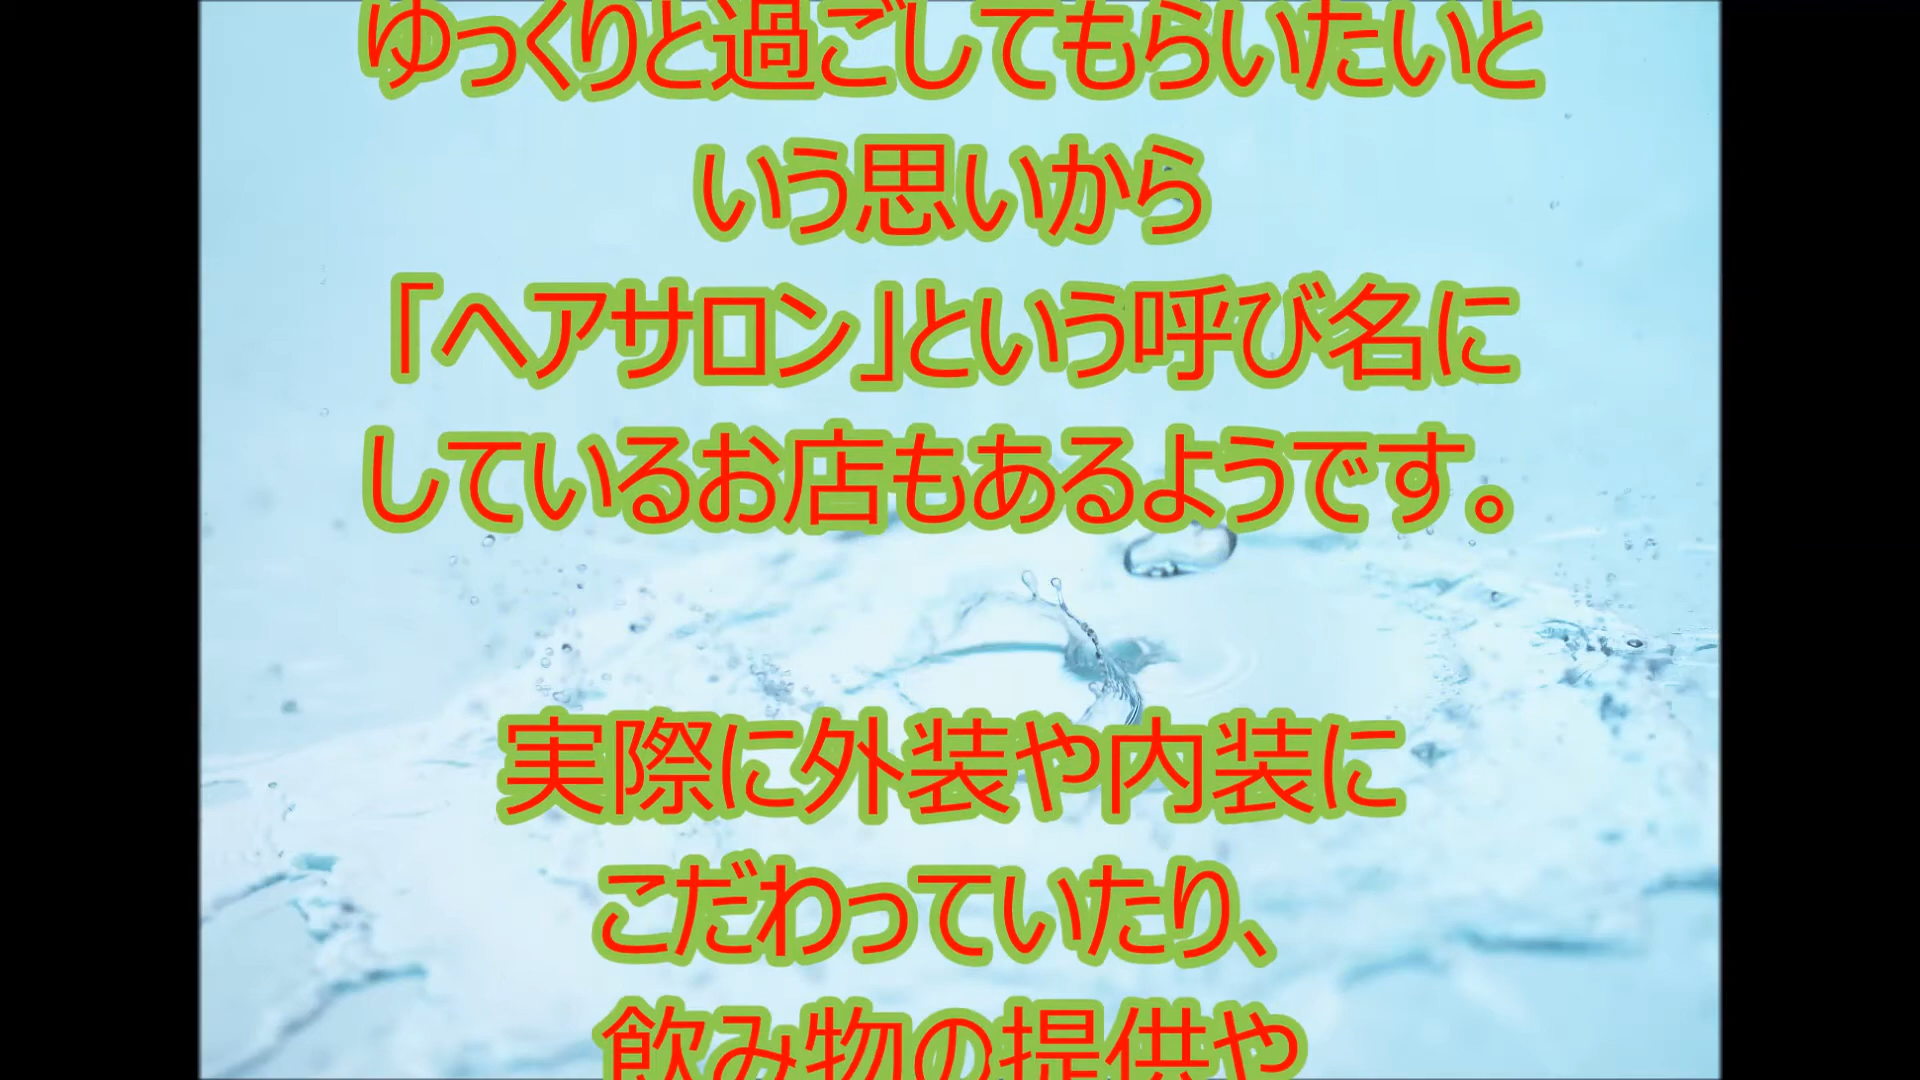 ゆっくりと過ごしてもらいたいと
いう思いから
「ヘアサロン」という呼び名に
しているお店もあるようです。
実際に外装や内装に
こだわっていたり、
飲み物の提供や